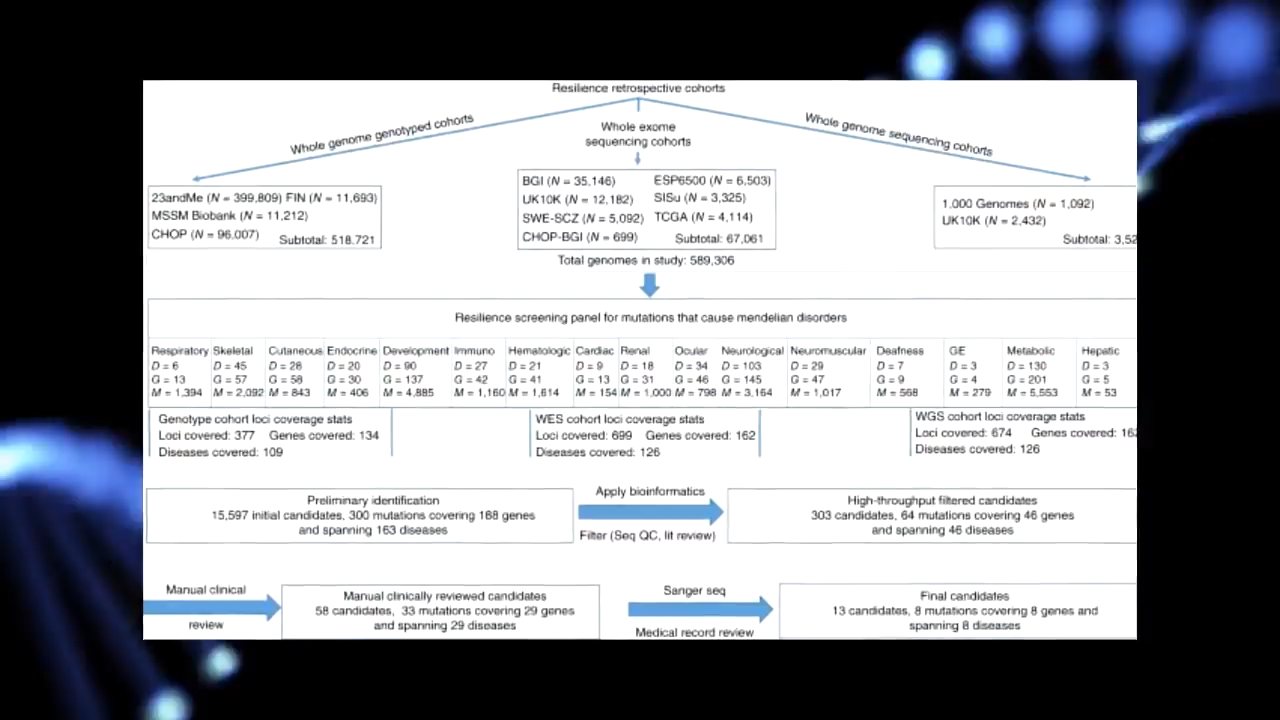 Resilience retrospective cohorts
Whole genome genotyped cohorts
Whole exome
sequencing cohorts
Whole genome sequencing cohorts
23andMe (N = 399,809) FIN (N = 11,693)
MSSM Biobank (N = 11,212)
CHOP (N = 96,007) Subtotal: 518,721
BGI (N = 35,146) ESP6500 (N = 6,503)
UK10K (N = 12,182) SISu (N = 3,325)
SWE-SCZ (N = 5,092) TCGA (N = 4,114)
CHOP-BGI (N = 699) Subtotal: 67,061
1,000 Genomes (N = 1,092)
UK10K (N = 2,432)
Subtotal: 3,52
Total genomes in study: 589,306
Resilience screening panel for mutations that cause mendelian disorders
Respiratory Skeletal Cutaneous Endocrine Development Immuno Hematologic Cardiac Renal Ocular Neurological Neuromuscular Deafness GE Metabolic Hepatic
D = 6 D = 45 D = 28 D = 20 D = 90 D = 27 D = 21 D = 9 D = 18 D = 34 D = 103 D = 29 D = 7 D = 3 D = 130 D = 3
G = 13 G = 57 G = 58 G = 30 G = 137 G = 42 G = 41 G = 13 G = 31 G = 46 G = 145 G = 47 G = 9 G = 4 G = 201 G = 5
M = 1,394 M = 2,092 M = 843 M = 406 M = 4,885 M = 1,160 M = 1,614 M = 154 M = 1,000 M = 798 M = 3,164 M = 1,017 M = 568 M = 279 M = 5,553 M = 53
Genotype cohort loci coverage stats
Loci covered: 377 Genes covered: 134
Diseases covered: 109
WES cohort loci coverage stats
Loci covered: 699 Genes covered: 162
Diseases covered: 126
WGS cohort loci coverage stats
Loci covered: 674 Genes covered:
Diseases covered: 126
Preliminary identification
15,597 initial candidates, 300 mutations covering 188 genes
and spanning 163 diseases
Apply bioinformatics
Filter (Seq QC, lit review)
High-throughput filtered candidates
303 candidates, 64 mutations covering 46 genes
and spanning 46 diseases
Manual clinical
review
Manual clinically reviewed candidates
58 candidates, 33 mutations covering 29 genes
and spanning 29 diseases
Sanger seq
Medical record review
Final candidates
13 candidates, 8 mutations covering 8 genes and
spanning 8 diseases